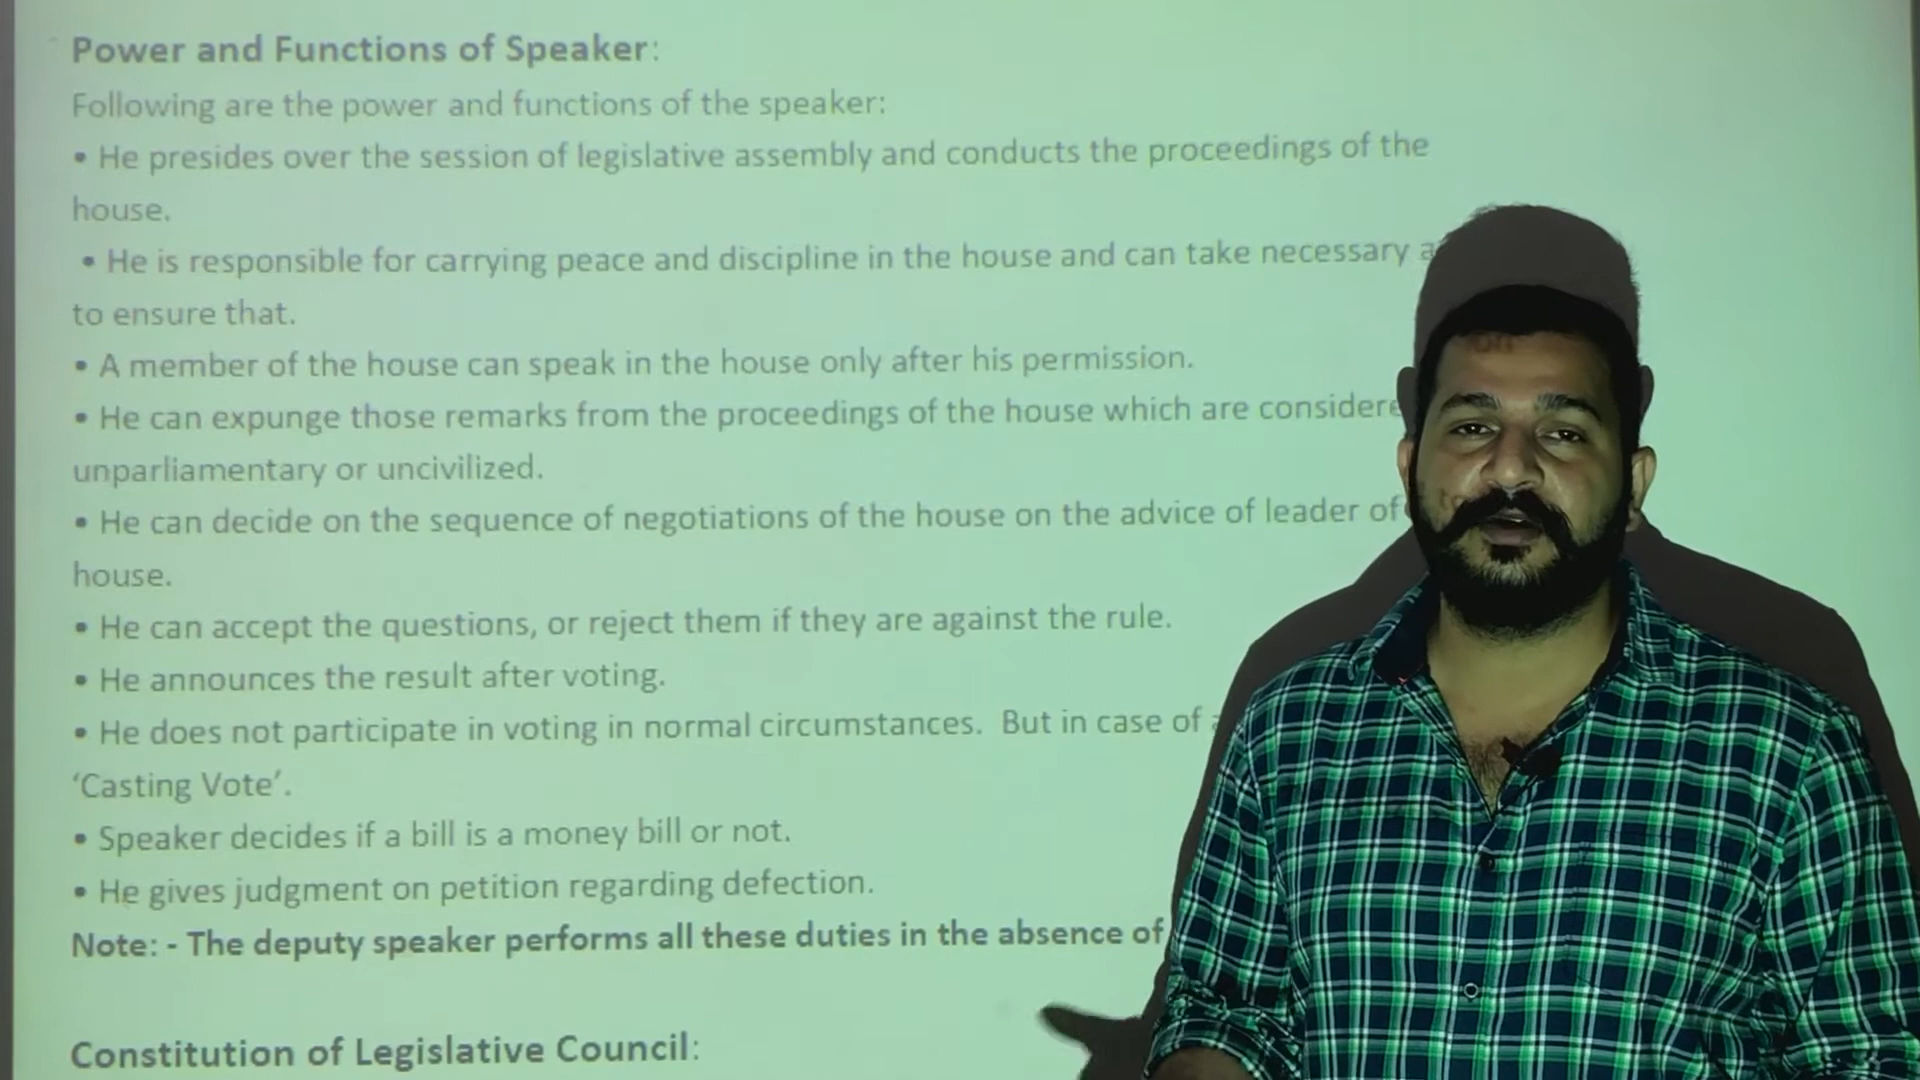 Power and Functions of Speaker:
Following are the power and functions of the speaker:
• He presides over the session of legislative assembly and conducts the proceedings of the
house.
• He is responsible for carrying peace and discipline in the house and can take necessary
to ensure that.
• A member of the house can speak in the house only after his permission.
• He can expunge those remarks from the proceedings of the house which are considere
unparliamentary or uncivilized.
• He can decide on the sequence of negotiations of the house on the advice of leader of
house.
• He can accept the questions, or reject them if they are against the rule.
• He announces the result after voting.
• He does not participate in voting in normal circumstances. But in case of
‘Casting Vote’.
• Speaker decides if a bill is a money bill or not.
• He gives judgment on petition regarding defection.
Note: - The deputy speaker performs all these duties in the absence of
Constitution of Legislative Council: